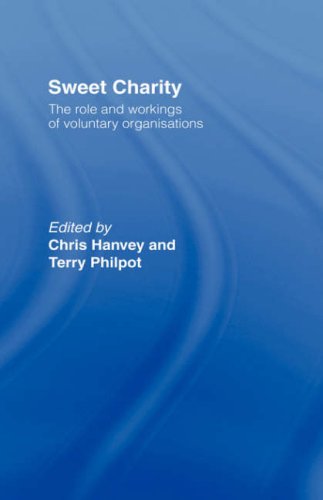 Sweet Charity
The role and workings
of voluntary organisations
Edited by
Chris Hanvey and
Terry Philpot